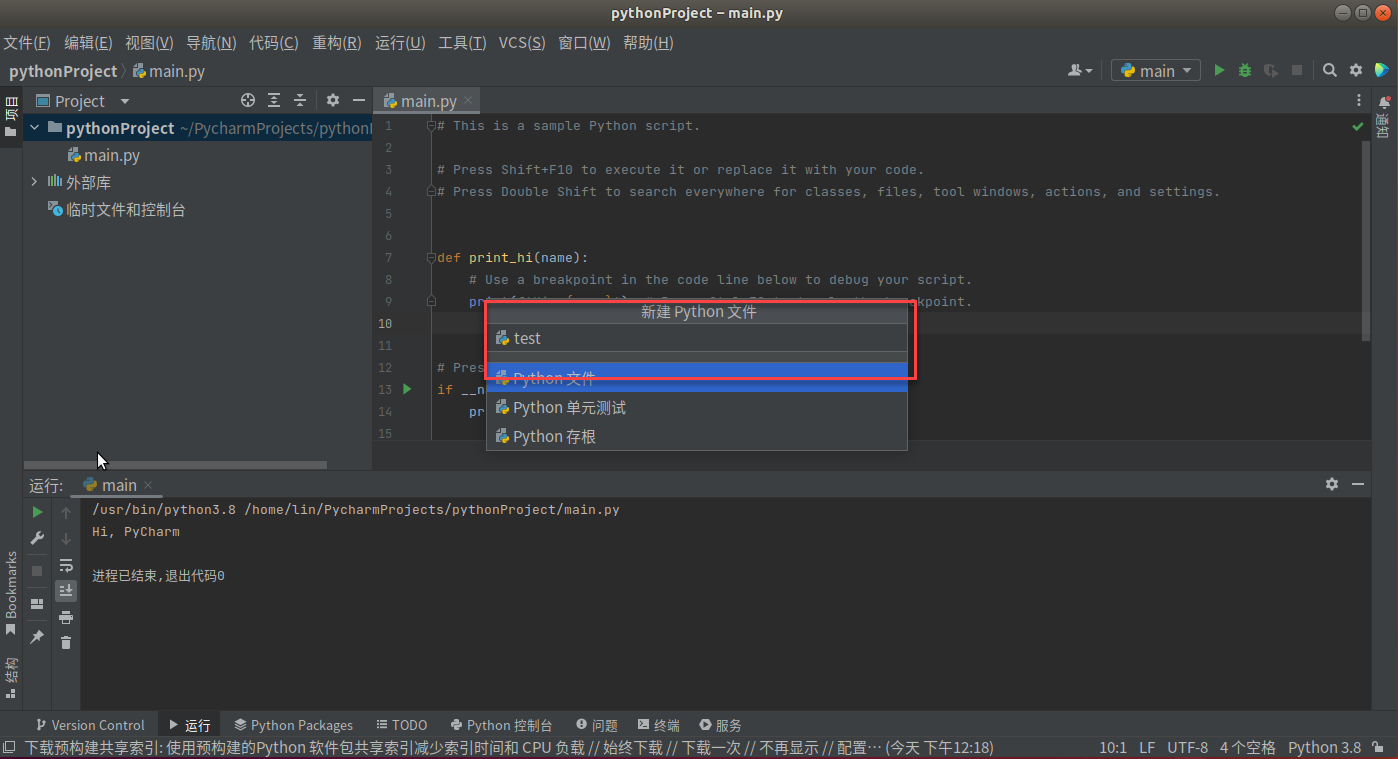 pythonProject – main.py
文件(F) 编辑(E) 视图(V) 导航(N) 代码(C) 重构(R) 运行(U) 工具(T) VCS(S) 窗口(W) 帮助(H)
pythonProject main.py main
项目
Project
main.py
通知
pythonProject ~/PycharmProjects/python
main.py
外部库
临时文件和控制台
1 # This is a sample Python script.
2
3 # Press Shift+F10 to execute it or replace it with your code.
4 # Press Double Shift to search everywhere for classes, files, tool windows, actions, and settings.
5
6
7 def print_hi(name):
8 # Use a breakpoint in the code line below to debug your script.
9
10
11
12 # Pres
13 if __n
14 pr
15
新建 Python 文件
test
Python 文件
Python 单元测试
Python 存根
运行: main
/usr/bin/python3.8 /home/lin/PycharmProjects/pythonProject/main.py
Hi, PyCharm
进程已结束,退出代码0
Bookmarks
结构
Version Control 运行 Python Packages TODO Python 控制台 问题 终端 服务
下载预构建共享索引: 使用预构建的Python 软件包共享索引减少索引时间和 CPU 负载 // 始终下载 // 下载一次 // 不再显示 // 配置… (今天 下午12:18) 10:1 LF UTF-8 4 个空格 Python 3.8